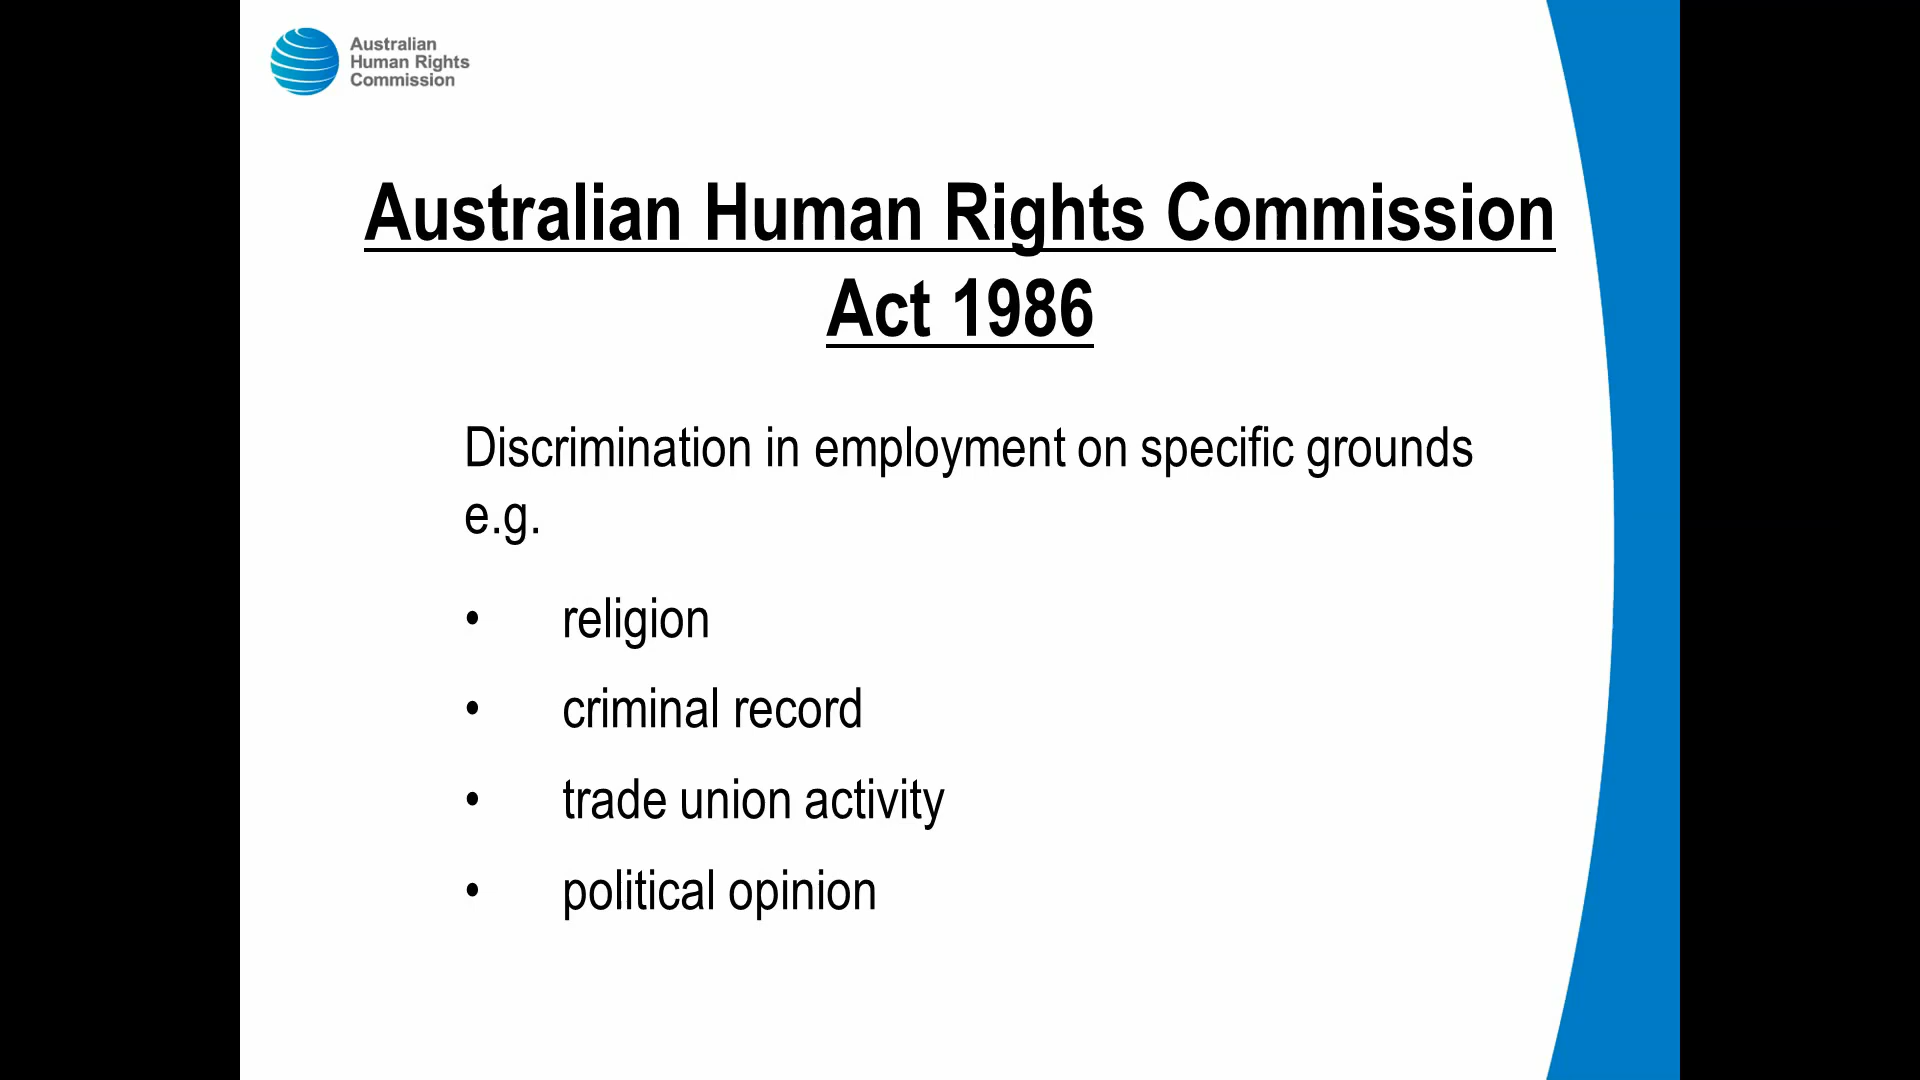 Australian
Human Rights
Commission
Australian Human Rights Commission
Act 1986
Discrimination in employment on specific grounds
e.g.
• religion
• criminal record
• trade union activity
• political opinion